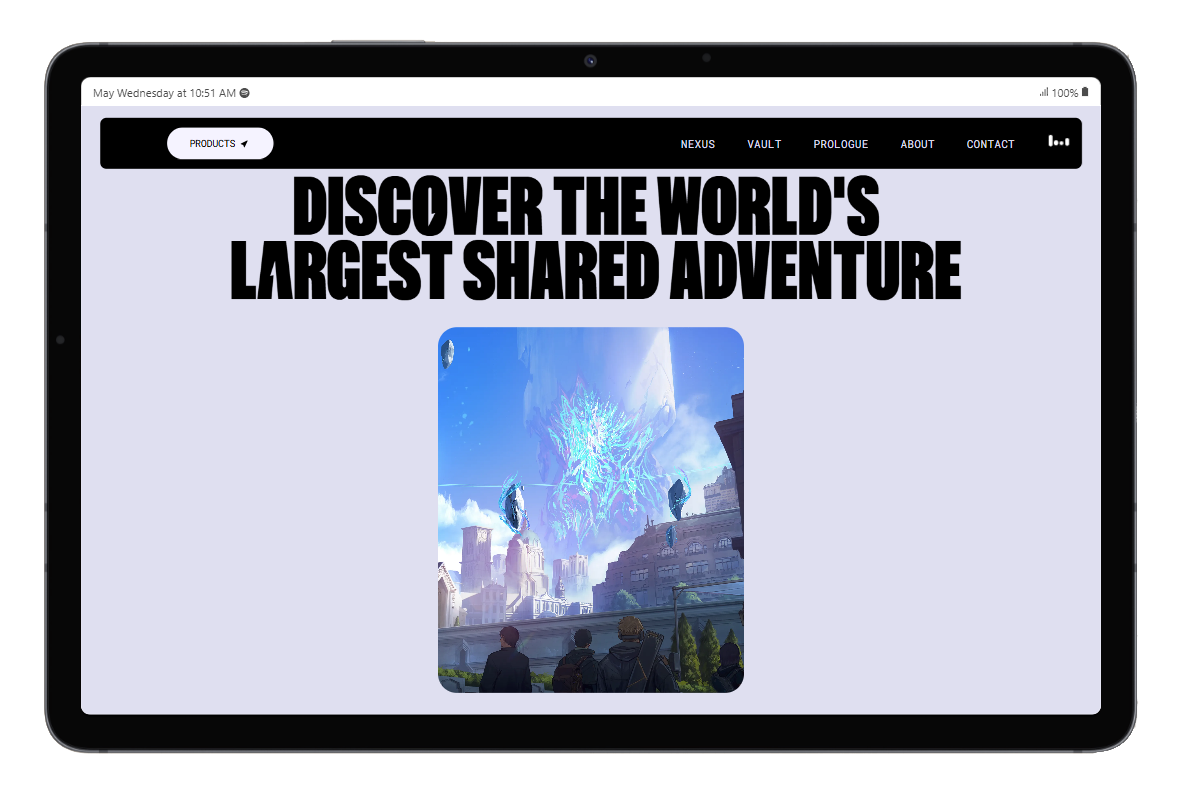 May Wednesday at 10:51 AM
100%
PRODUCTS
NEXUS
VAULT
PROLOGUE
ABOUT
CONTACT
DISCOVER THE WORLD'S
LARGEST SHARED ADVENTURE